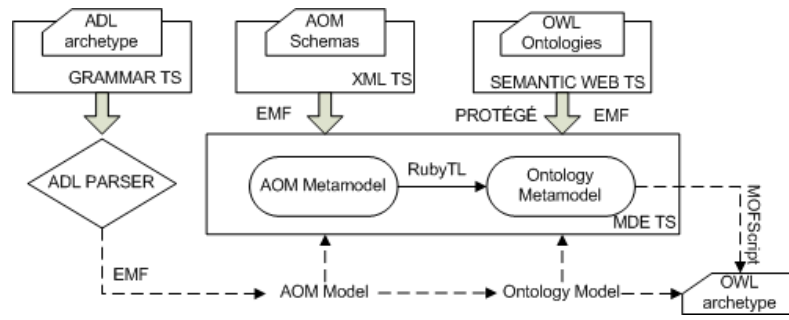 ADL
archetype
GRAMMAR TS
AOM
Schemas
XML TS
OWL
Ontologies
SEMANTIC WEB TS
EMF
PROTÉGÉ
EMF
ADL PARSER
AOM Metamodel
RubyTL
Ontology
Metamodel
MDE TS
MOFScript
EMF
AOM Model
Ontology Model
OWL
archetype